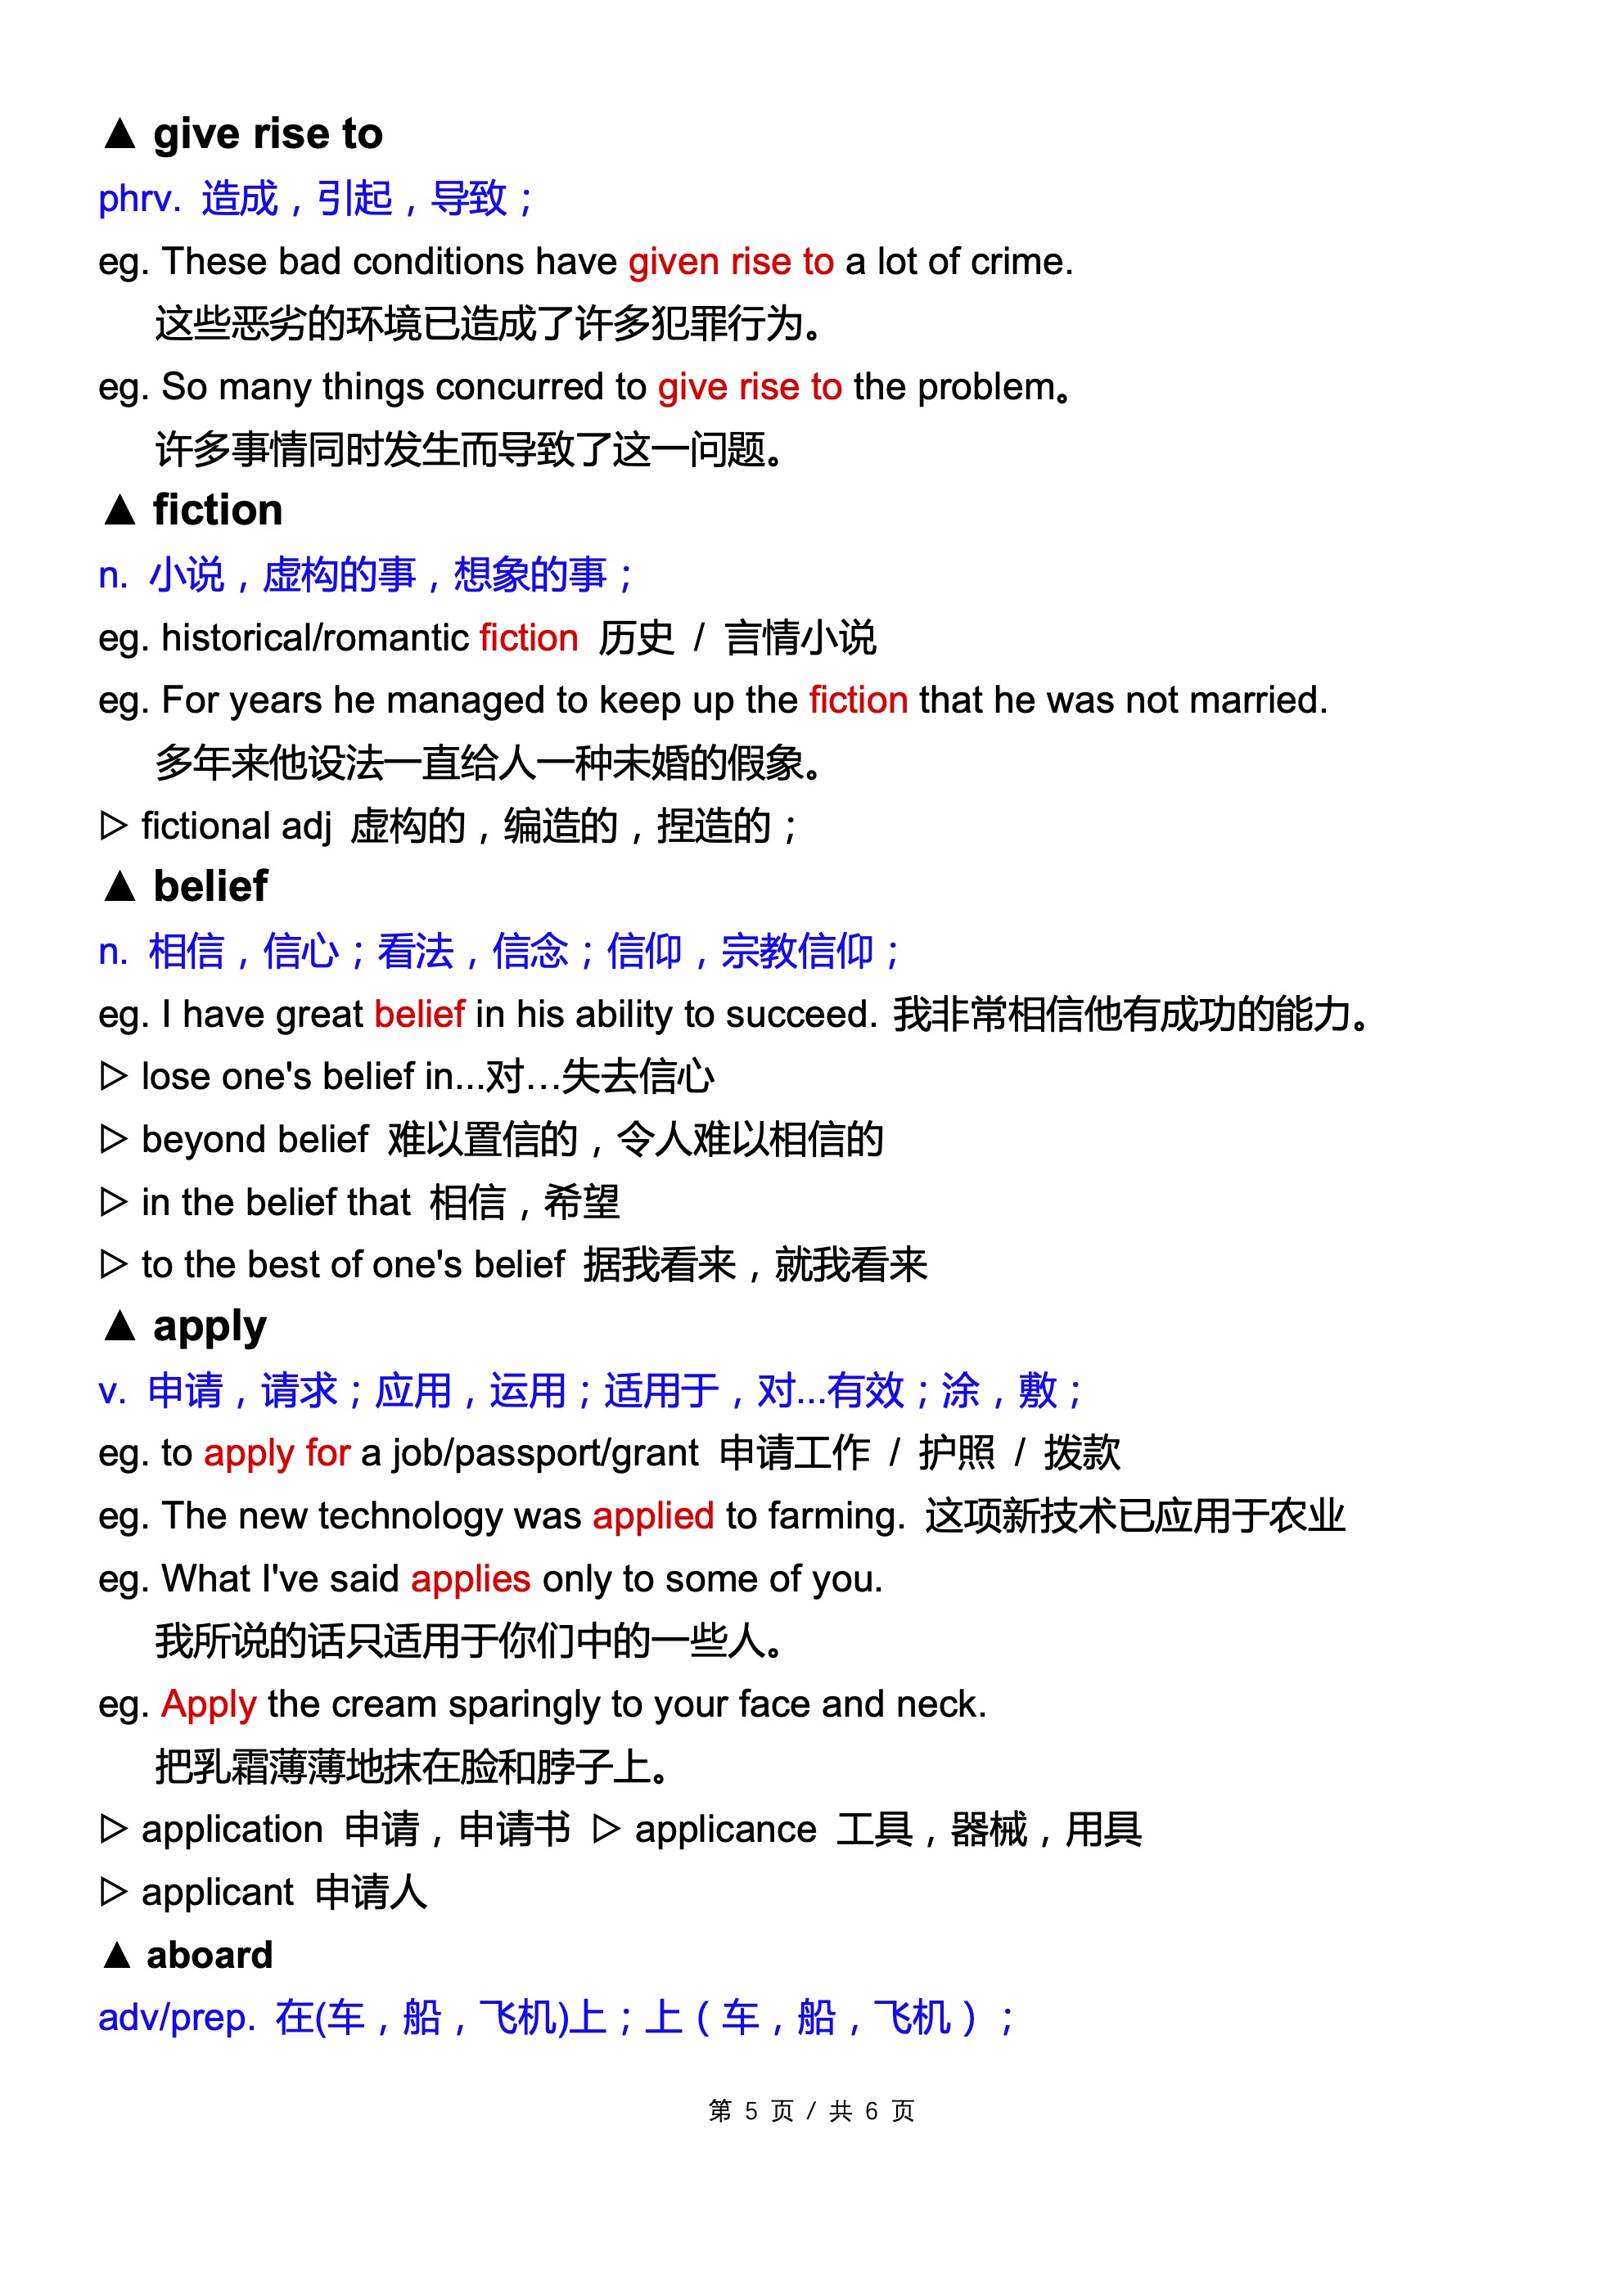 ▲ give rise to
phrv. 造成，引起，导致；
eg. These bad conditions have given rise to a lot of crime.
这些恶劣的环境已造成了许多犯罪行为。
eg. So many things concurred to give rise to the problem。
许多事情同时发生而导致了这一问题。
▲ fiction
n. 小说，虚构的事，想象的事；
eg. historical/romantic fiction 历史 / 言情小说
eg. For years he managed to keep up the fiction that he was not married.
多年来他设法一直给人一种未婚的假象。
▷ fictional adj 虚构的，编造的，捏造的；
▲ belief
n. 相信，信心；看法，信念；信仰，宗教信仰；
eg. I have great belief in his ability to succeed. 我非常相信他有成功的能力。
▷ lose one's belief in...对…失去信心
▷ beyond belief 难以置信的，令人难以相信的
▷ in the belief that 相信，希望
▷ to the best of one's belief 据我看来，就我看来
▲ apply
v. 申请，请求；应用，运用；适用于，对...有效；涂，敷；
eg. to apply for a job/passport/grant 申请工作 / 护照 / 拨款
eg. The new technology was applied to farming. 这项新技术已应用于农业
eg. What I've said applies only to some of you.
我所说的话只适用于你们中的一些人。
eg. Apply the cream sparingly to your face and neck.
把乳霜薄薄地抹在脸和脖子上。
▷ application 申请，申请书 ▷ applicance 工具，器械，用具
▷ applicant 申请人
▲ aboard
adv/prep. 在(车，船，飞机)上；上（车，船，飞机）；
第 5 页 / 共 6 页